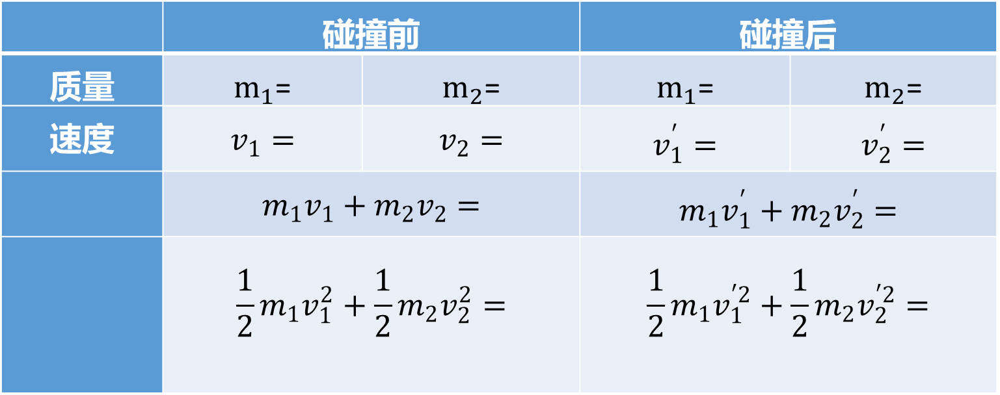 碰撞前 碰撞后
质量 m₁= m₂= m₁= m₂=
速度 v₁ = v₂ = v₁′ = v₂′ =
m₁v₁ + m₂v₂ = m₁v₁′ + m₂v₂′ =
1/2 m₁v₁² + 1/2 m₂v₂² = 1/2 m₁v₁′² + 1/2 m₂v₂′² =